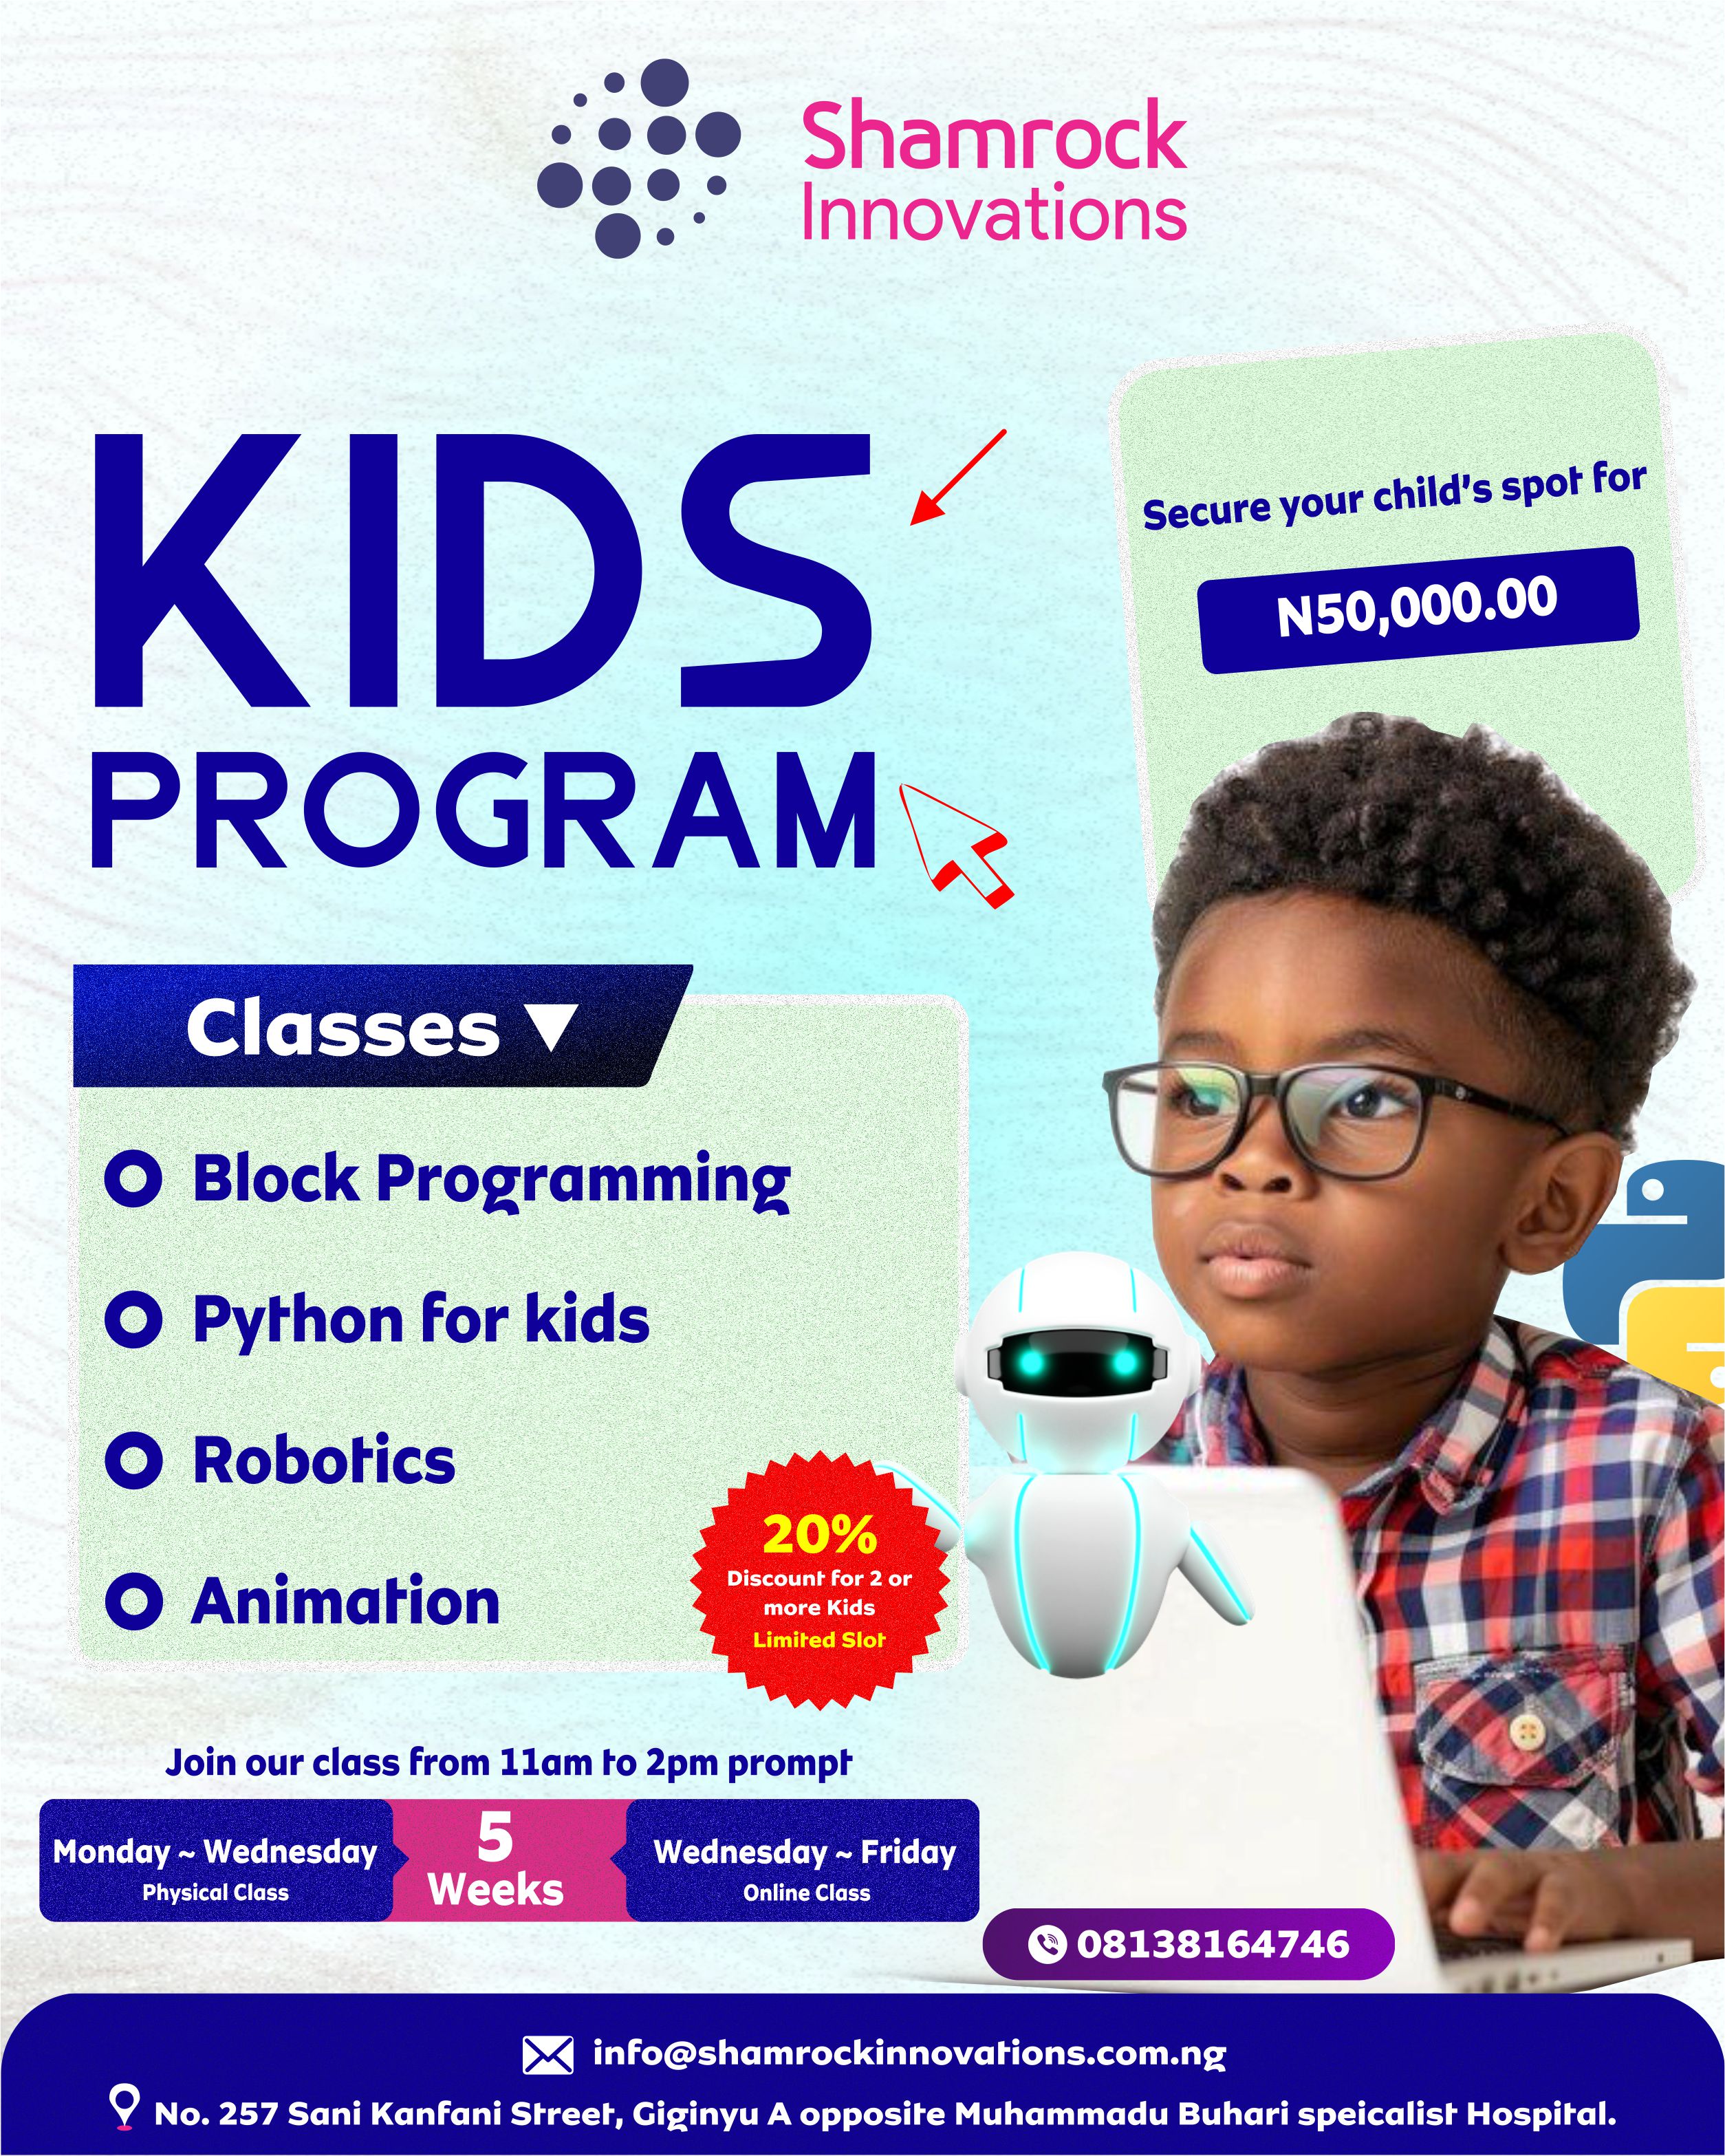 Shamrock
Innovations
KIDS
PROGRAM
Secure your child's spot for
N50,000.00
Classes
Block Programming
Python for kids
Robotics
Animation
20%
Discount for 2 or
more Kids
Limited Slot
Join our class from 11am to 2pm prompt
Monday ~ Wednesday
Physical Class
5
Weeks
Wednesday ~ Friday
Online Class
08138164746
info@shamrockinnovations.com.ng
No. 257 Sani Kanfani Street, Giginyu A opposite Muhammadu Buhari speicalist Hospital.